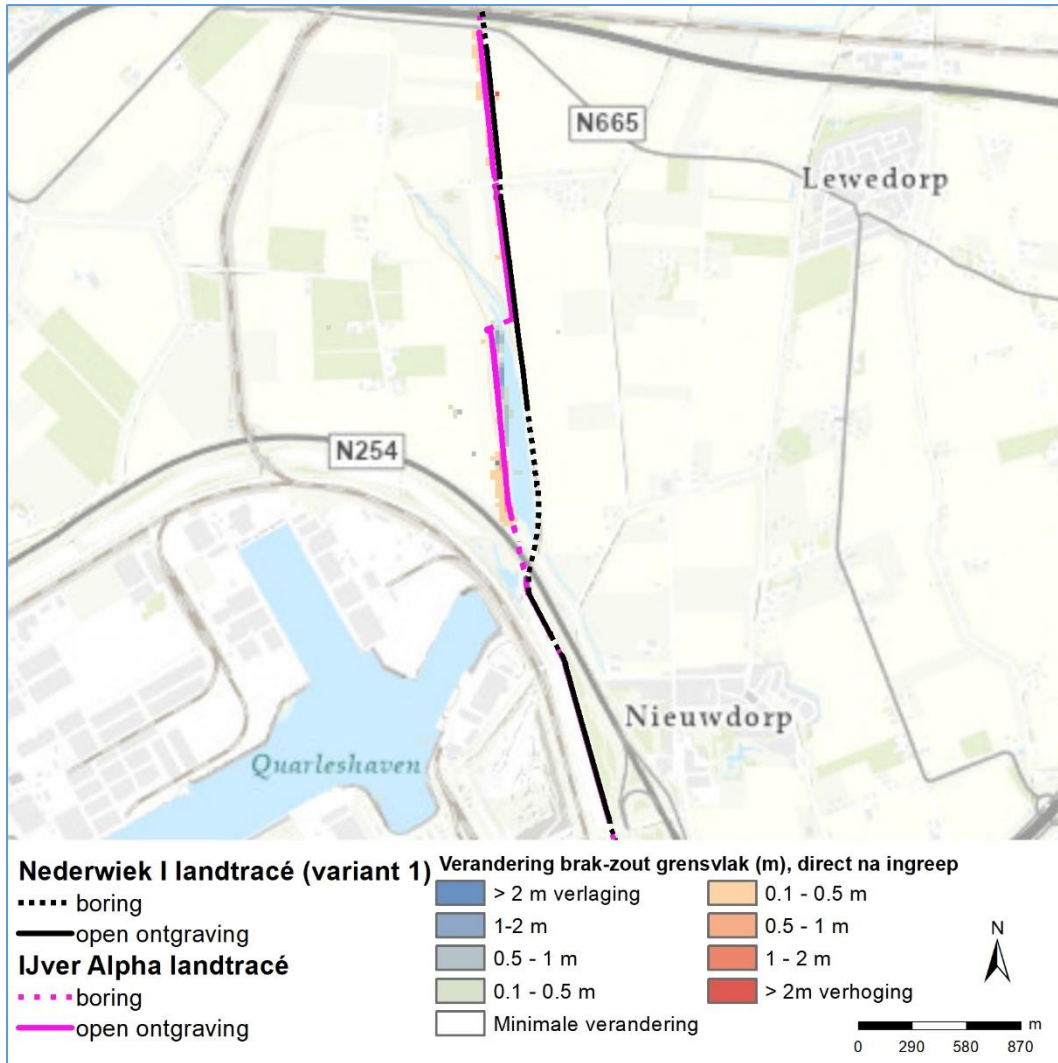 N665
Lewedorp
N254
Nieuwdorp
Quarleshaven
Nederwiek I landtracé (variant 1)
boring
open ontgraving
IJver Alpha landtracé
boring
open ontgraving
Verandering brak-zout grensvlak (m), direct na ingreep
> 2 m verlaging
1-2 m
0.5 - 1 m
0.1 - 0.5 m
Minimale verandering
0.1 - 0.5 m
0.5 - 1 m
1 - 2 m
> 2m verhoging
N
m
0 290 580 870